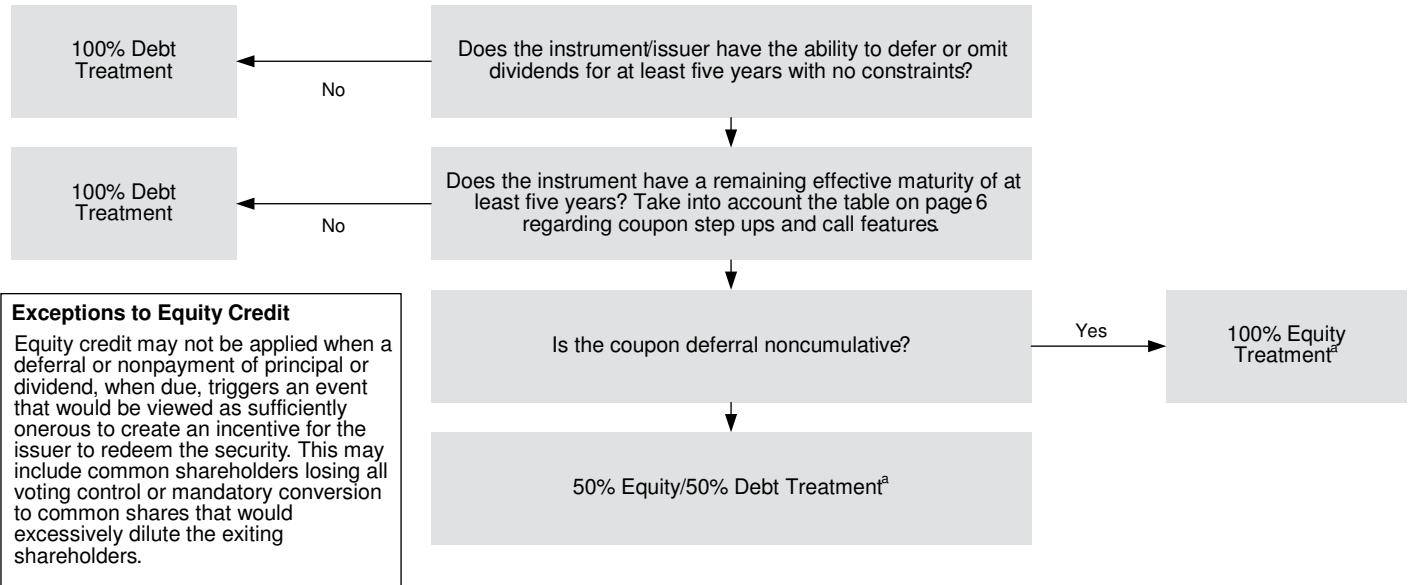 100% Debt
Treatment
No
Does the instrument/issuer have the ability to defer or omit
dividends for at least five years with no constraints?
100% Debt
Treatment
No
Does the instrument have a remaining effective maturity of at
least five years? Take into account the table on page 6
regarding coupon step ups and call features.
Is the coupon deferral noncumulative?
Yes
100% Equity
Treatmentᵃ
50% Equity/50% Debt Treatmentᵃ
Exceptions to Equity Credit
Equity credit may not be applied when a
deferral or nonpayment of principal or
dividend, when due, triggers an event
that would be viewed as sufficiently
onerous to create an incentive for the
issuer to redeem the security. This may
include common shareholders losing all
voting control or mandatory conversion
to common shares that would
excessively dilute the exiting
shareholders.